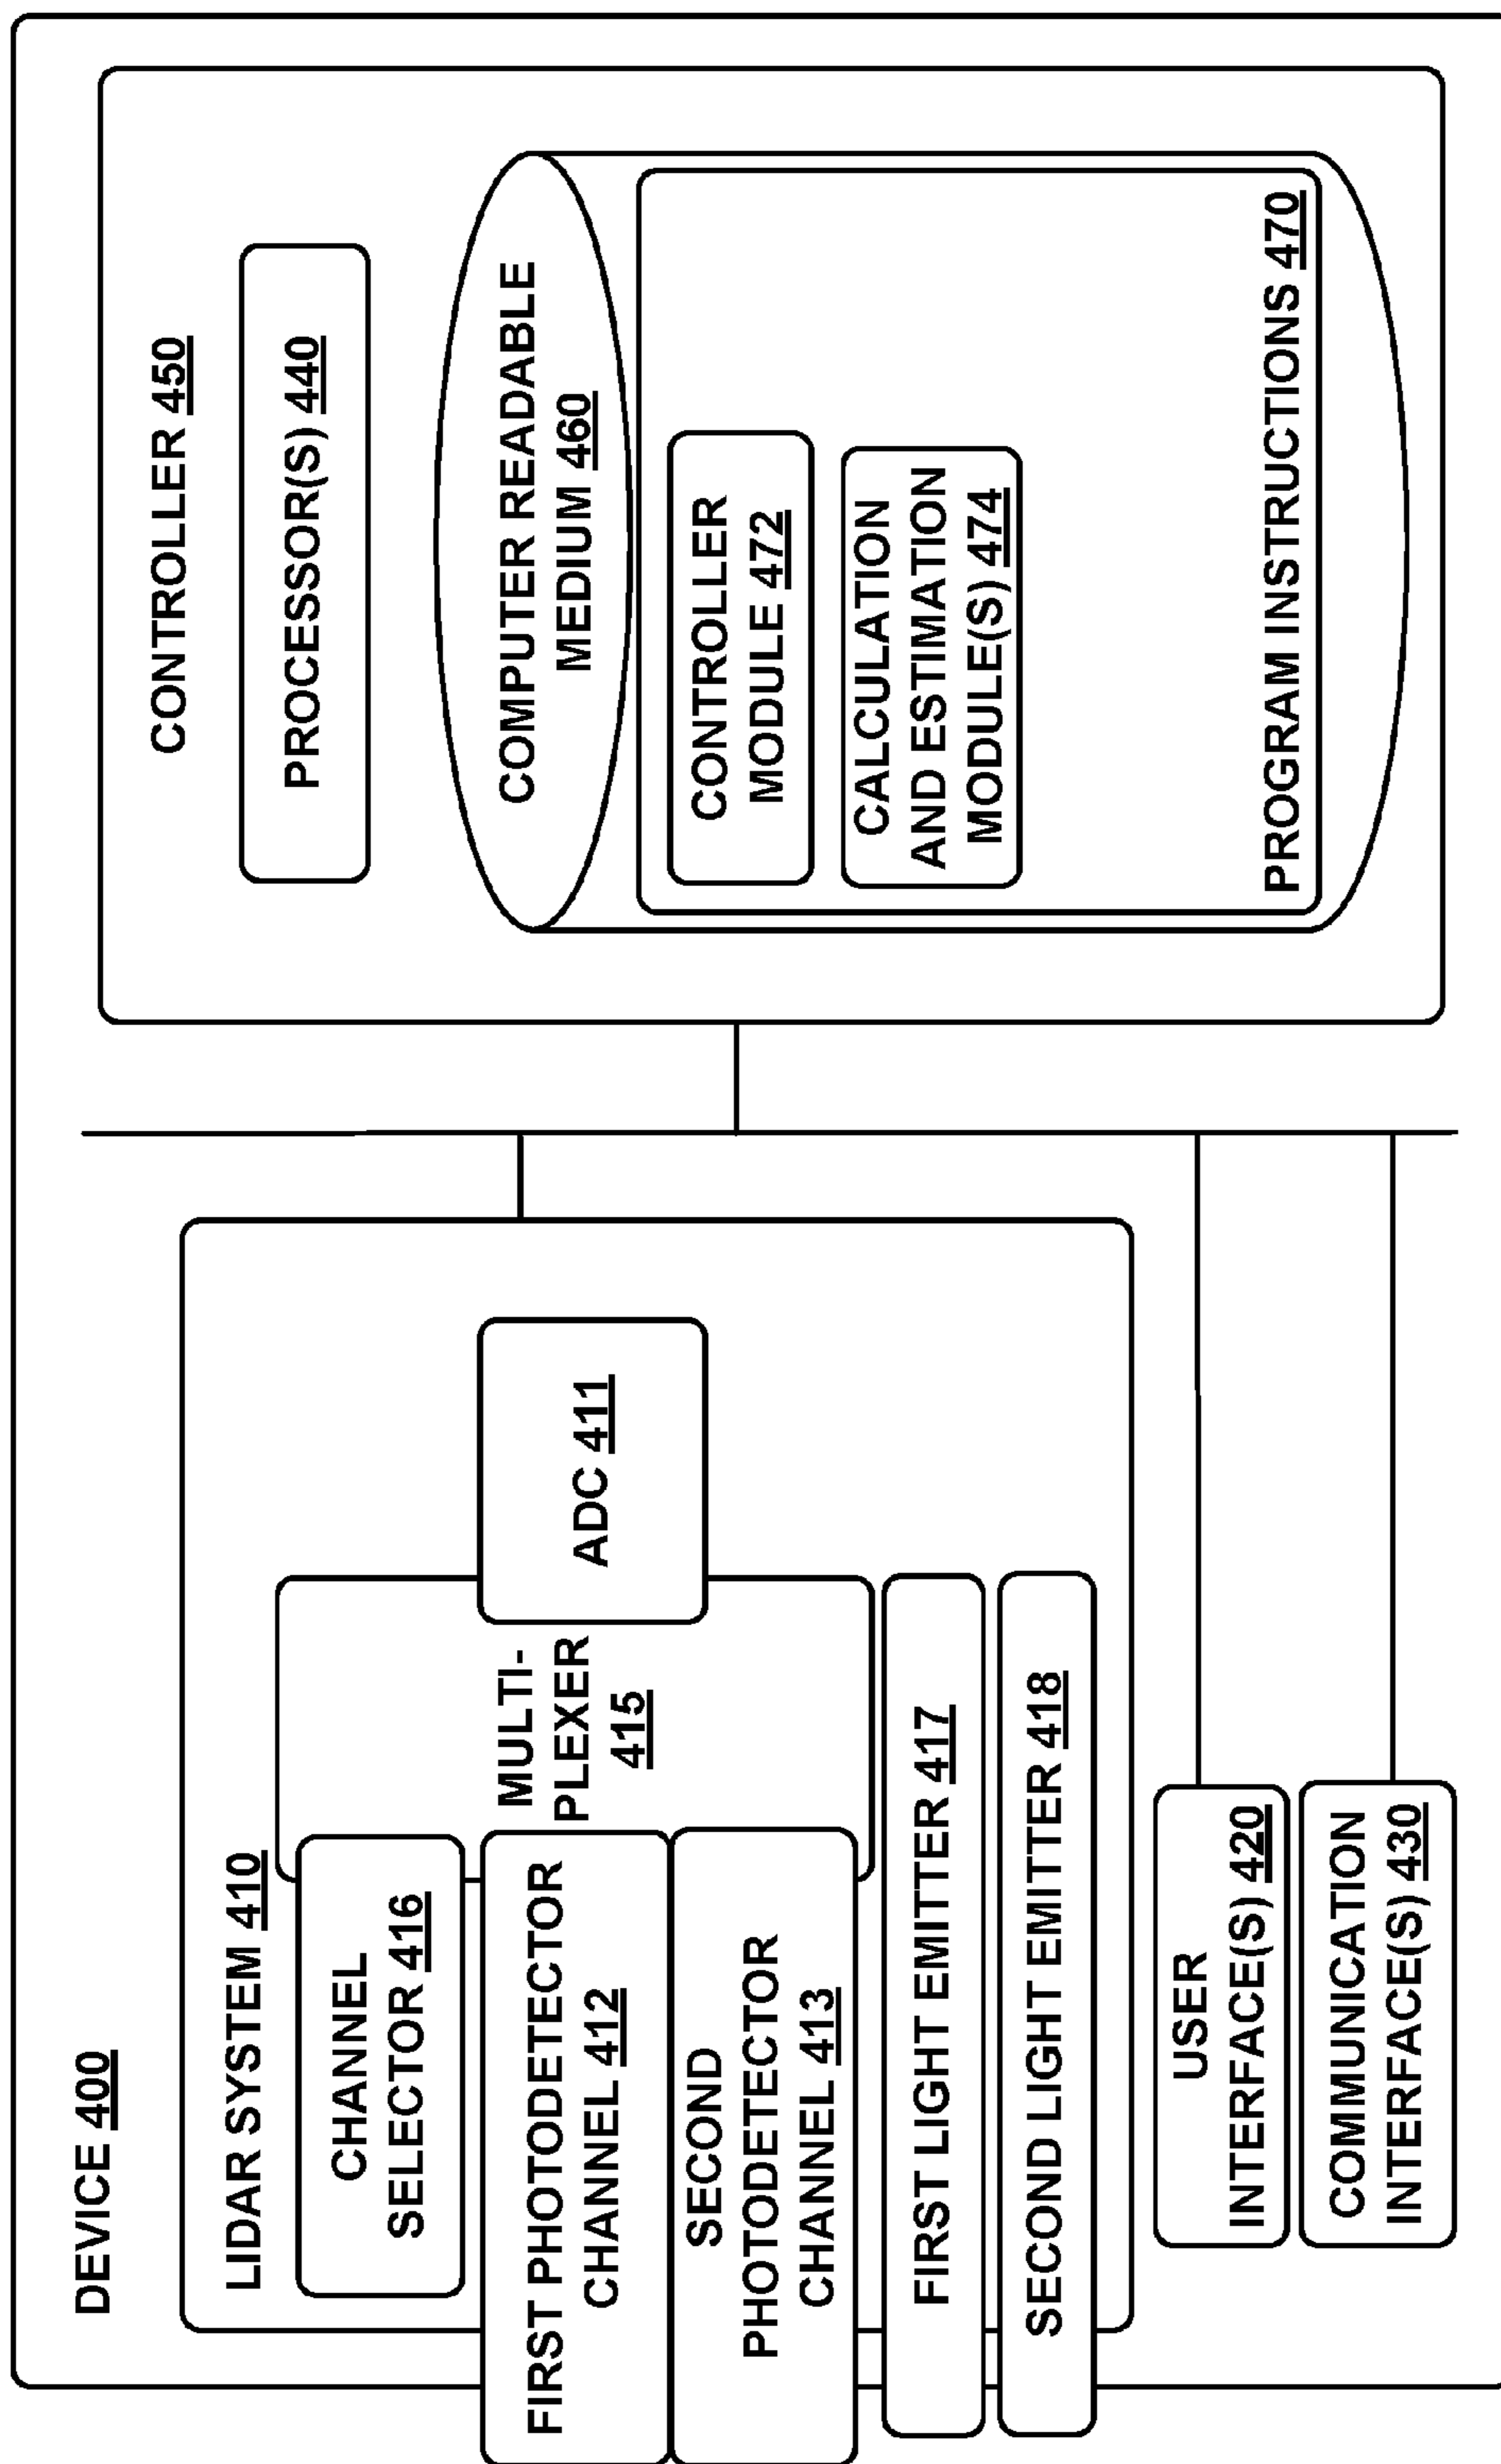 DEVICE 400
LIDAR SYSTEM 410
CHANNEL
SELECTOR 416
FIRST PHOTODETECTOR
CHANNEL 412
SECOND
PHOTODETECTOR
CHANNEL 413
MULTI-
PLEXER
415
ADC 411
FIRST LIGHT EMITTER 417
SECOND LIGHT EMITTER 418
USER
INTERFACE(S) 420
COMMUNICATION
INTERFACE(S) 430
CONTROLLER 450
PROCESSOR(S) 440
COMPUTER READABLE
MEDIUM 460
CONTROLLER
MODULE 472
CALCULATION
AND ESTIMATION
MODULE(S) 474
PROGRAM INSTRUCTIONS 470